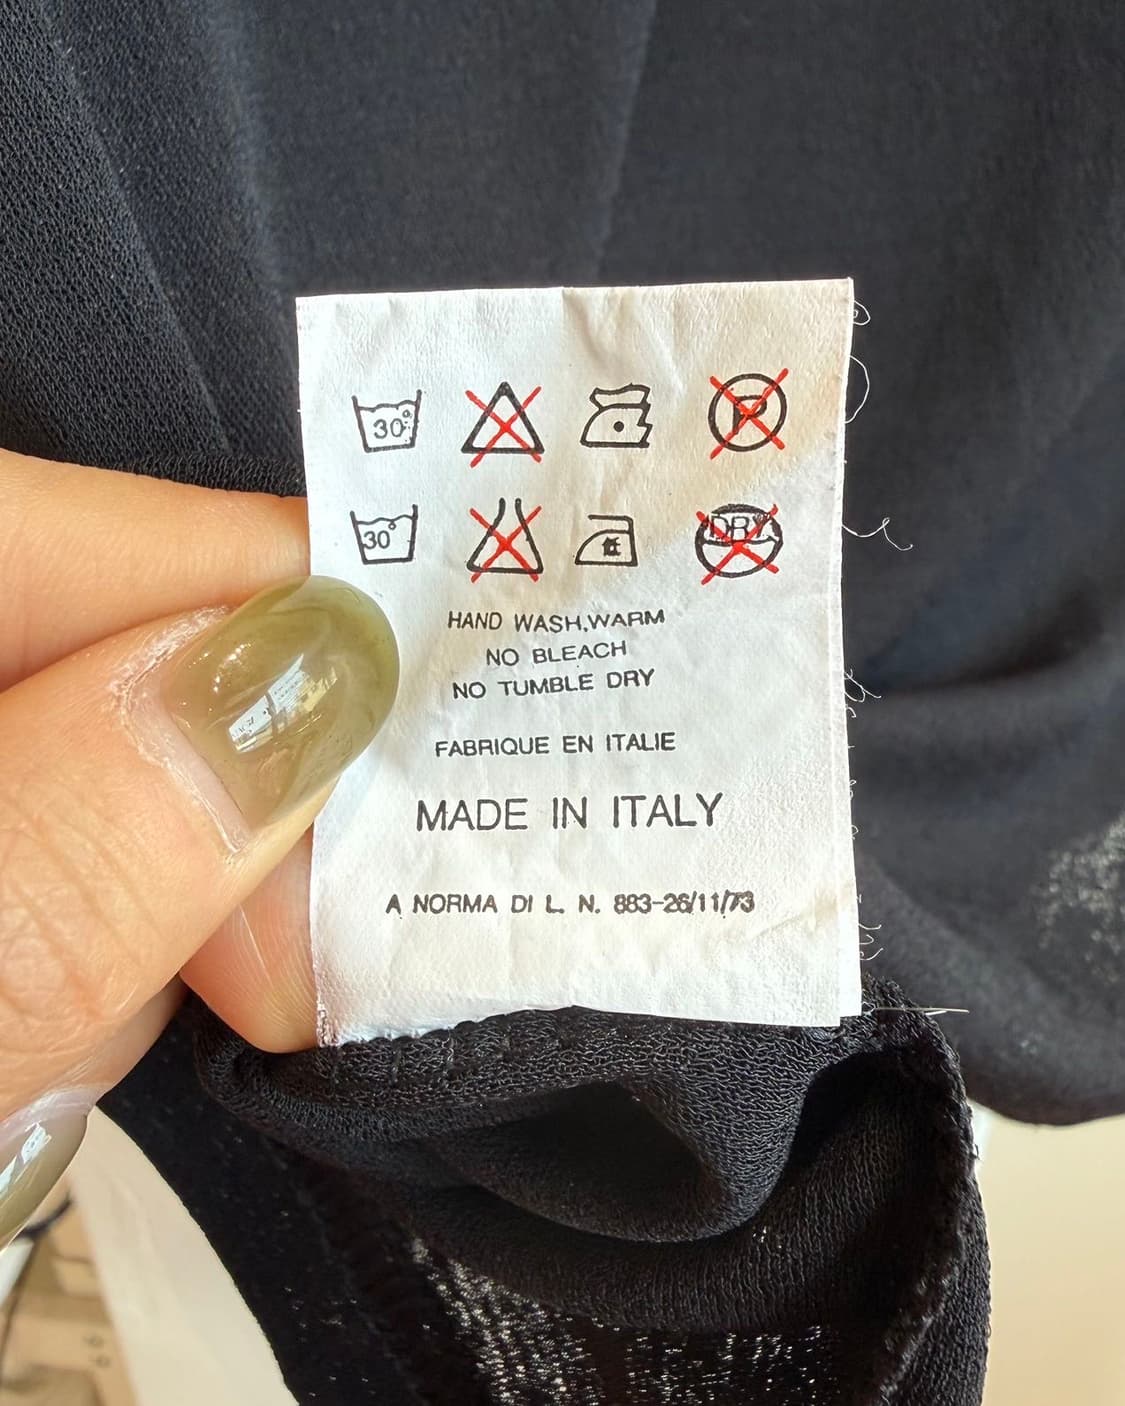 30° P
30° DRY
HAND WASH,WARM
NO BLEACH
NO TUMBLE DRY
FABRIQUE EN ITALIE
MADE IN ITALY
A NORMA DI L. N. 883-26/11/73